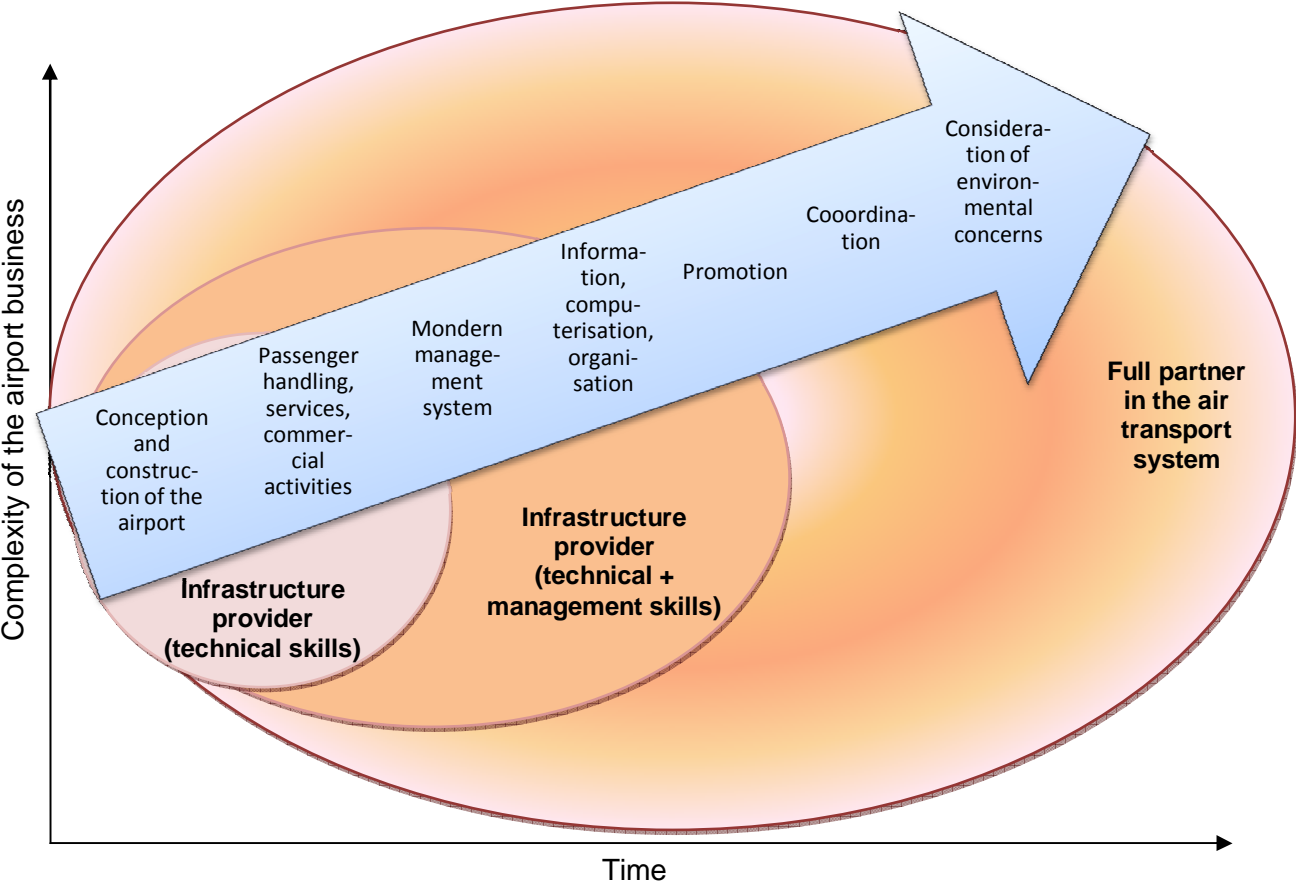 Complexity of the airport business
Conception
and
construc-
tion of the
airport
Passenger
handling,
services,
commer-
cial
activities
Mondern
manage-
ment
system
Informa-
tion,
compu-
terisation,
organi-
sation
Promotion
Cooordina-
tion
Considera-
tion of
environ-
mental
concerns
Infrastructure
provider
(technical skills)
Infrastructure
provider
(technical +
management skills)
Full partner
in the air
transport
system
Time